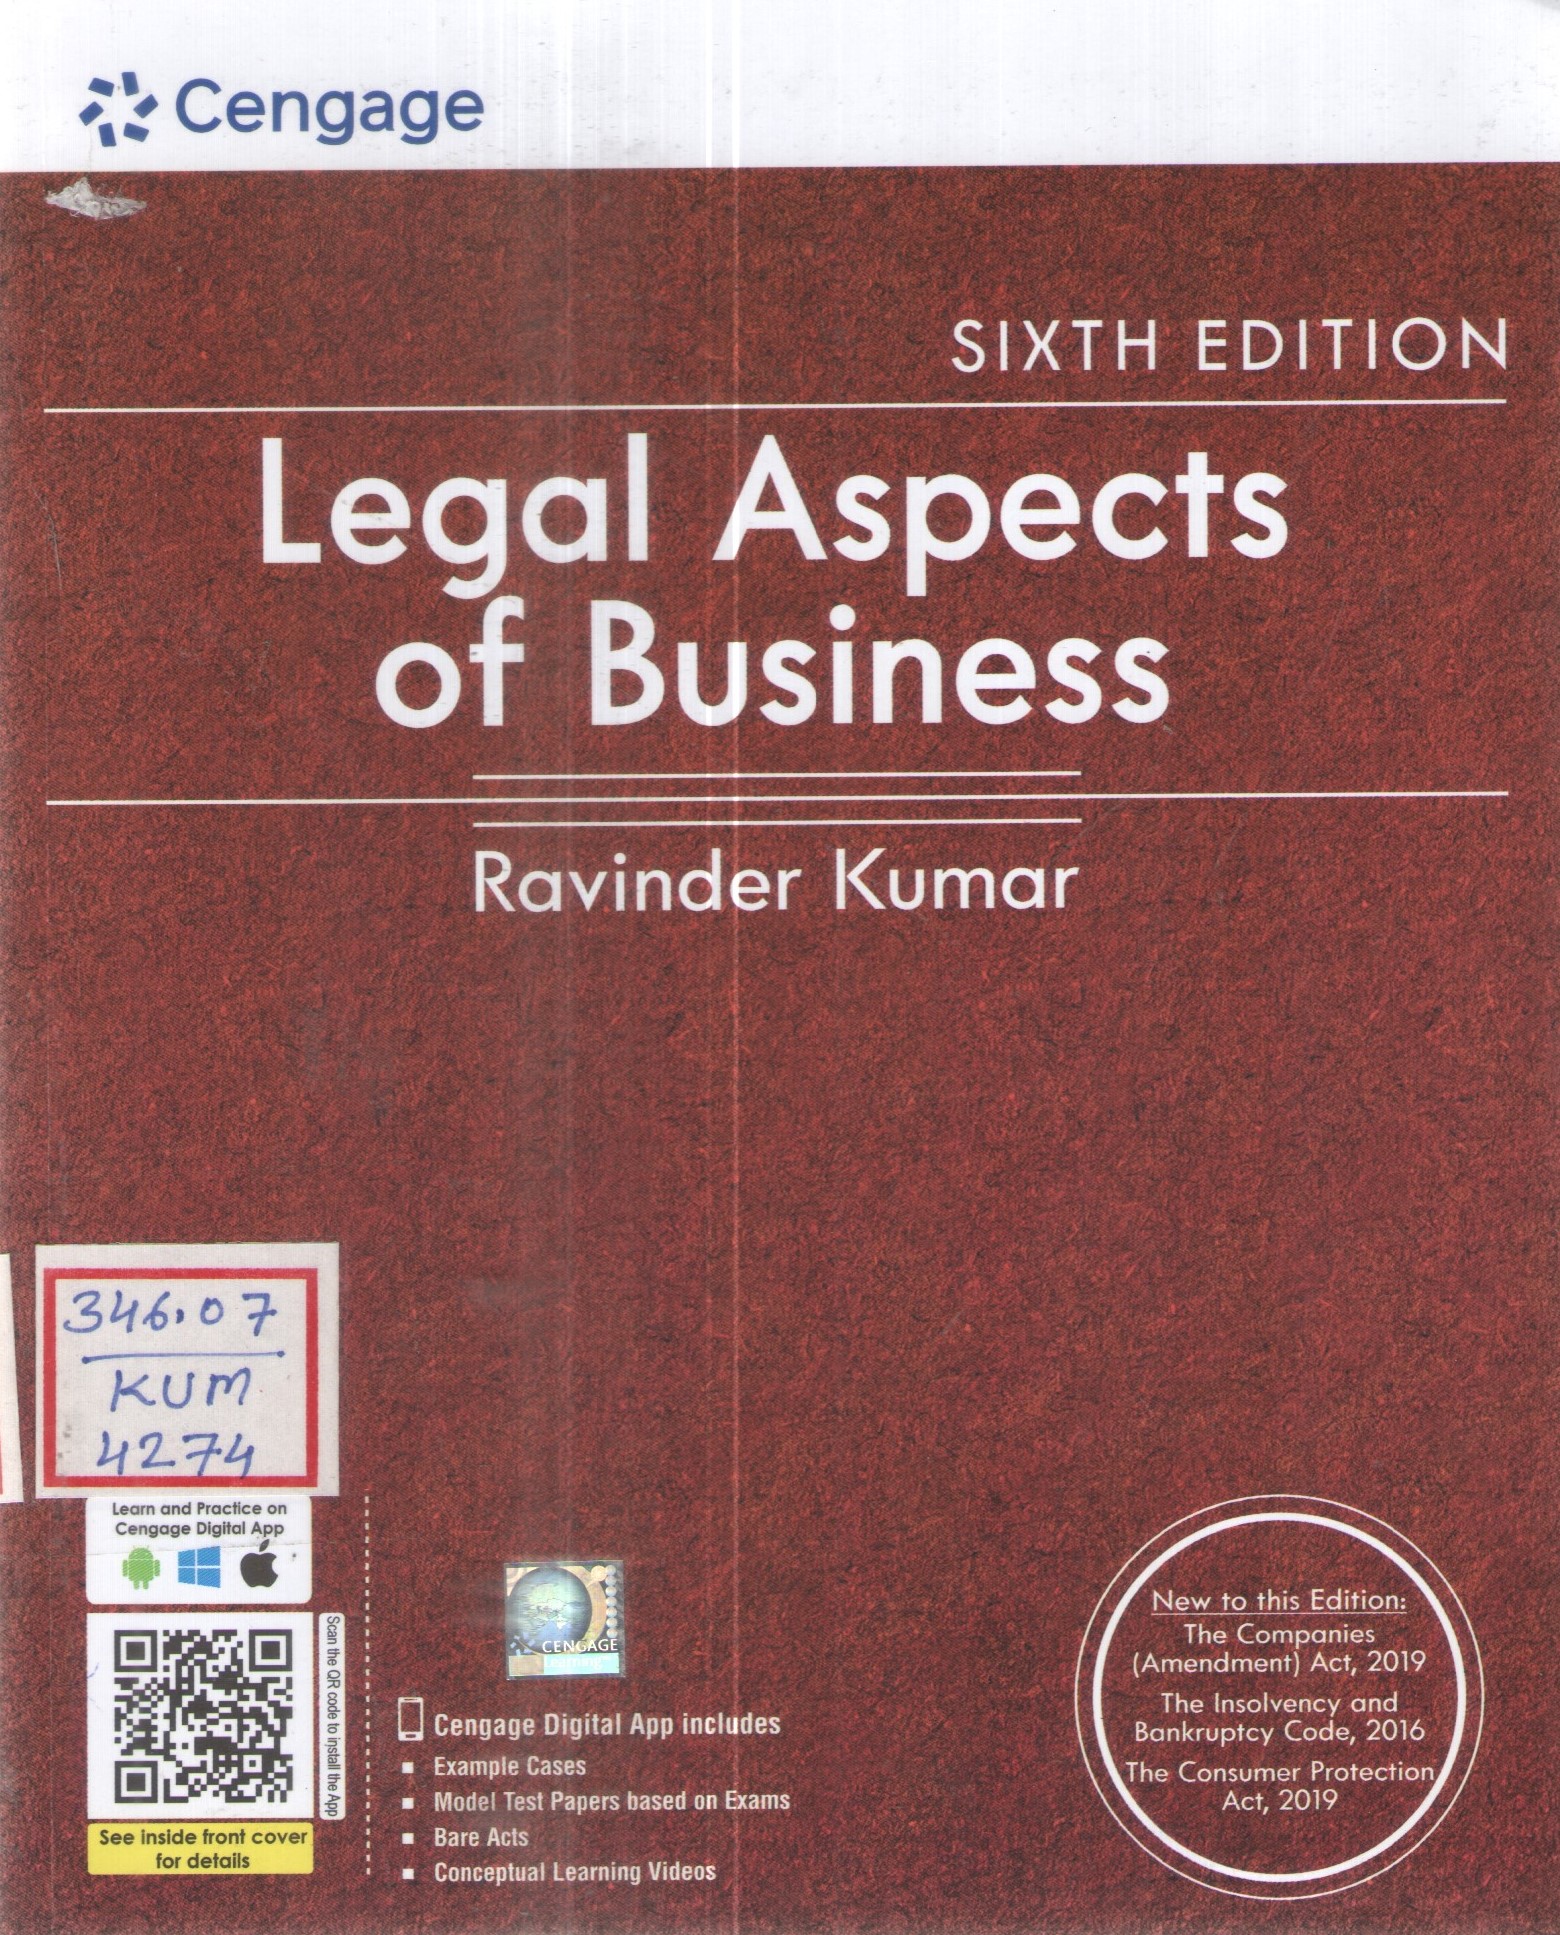 Cengage
SIXTH EDITION
Legal Aspects
of Business
Ravinder Kumar
346.07
KUM
4274
Learn and Practice on
Cengage Digital App
Scan the QR code to install the App
See inside front cover
for details
CENGAGE
Learning™
Cengage Digital App includes
Example Cases
Model Test Papers based on Exams
Bare Acts
Conceptual Learning Videos
New to this Edition:
The Companies
(Amendment) Act, 2019
The Insolvency and
Bankruptcy Code, 2016
The Consumer Protection
Act, 2019